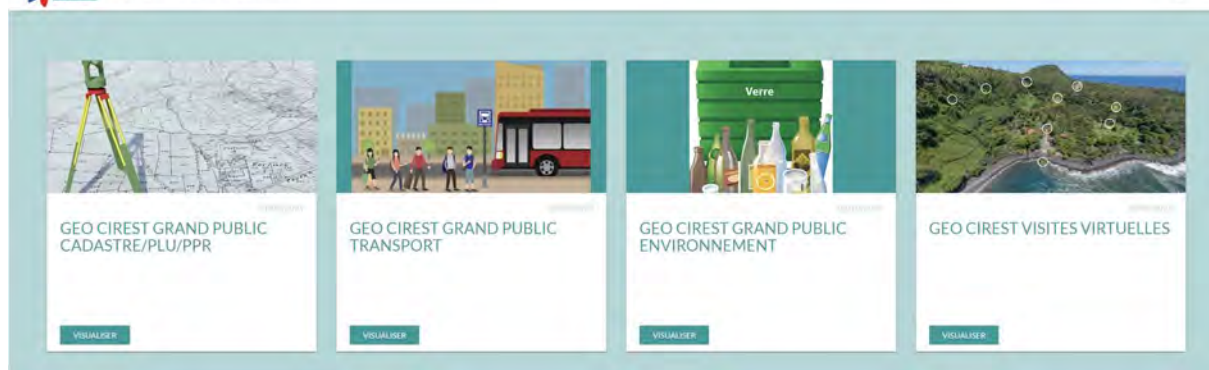 GEO CIREST GRAND PUBLIC
CADASTRE/PLU/PPR
VISUALISER
Verre
GEO CIREST GRAND PUBLIC
TRANSPORT
VISUALISER
GEO CIREST GRAND PUBLIC
ENVIRONNEMENT
VISUALISER
GEO CIREST VISITES VIRTUELLES
VISUALISER